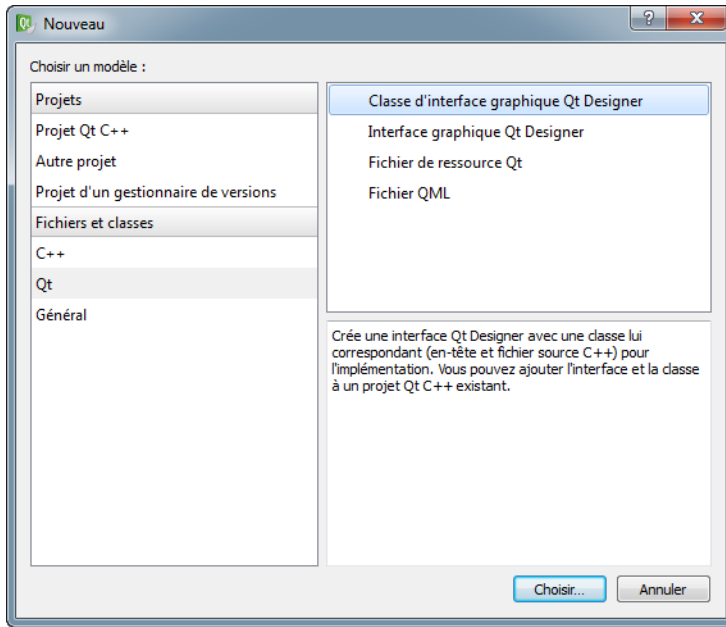 Nouveau
Choisir un modèle :
Projets
Projet Qt C++
Autre projet
Projet d'un gestionnaire de versions
Fichiers et classes
C++
Qt
Général
Classe d'interface graphique Qt Designer
Interface graphique Qt Designer
Fichier de ressource Qt
Fichier QML
Crée une interface Qt Designer avec une classe lui
correspondant (en-tête et fichier source C++) pour
l'implémentation. Vous pouvez ajouter l'interface et la classe
à un projet Qt C++ existant.
Choisir...
Annuler